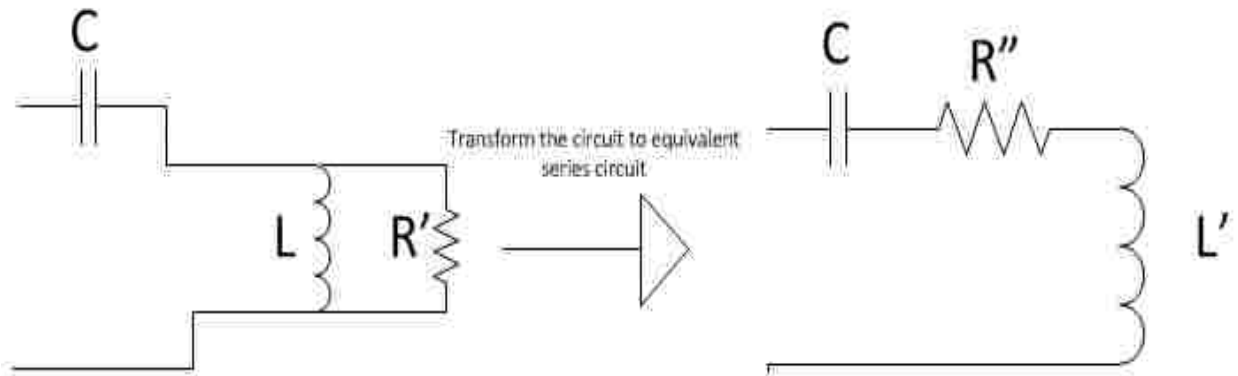 C
L
R'
Transform the circuit to equivalent
series circuit
C
R"
L'